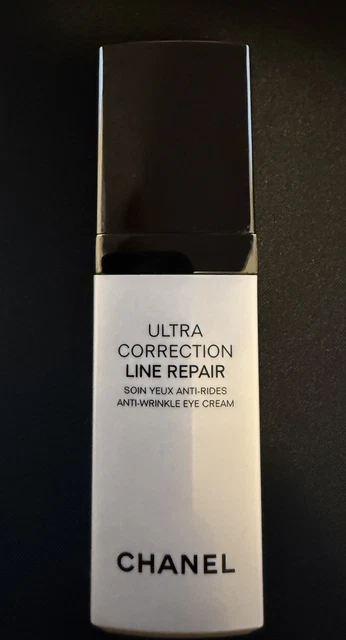 ULTRA
CORRECTION
LINE REPAIR
SOIN YEUX ANTI-RIDES
ANTI-WRINKLE EYE CREAM
CHANEL